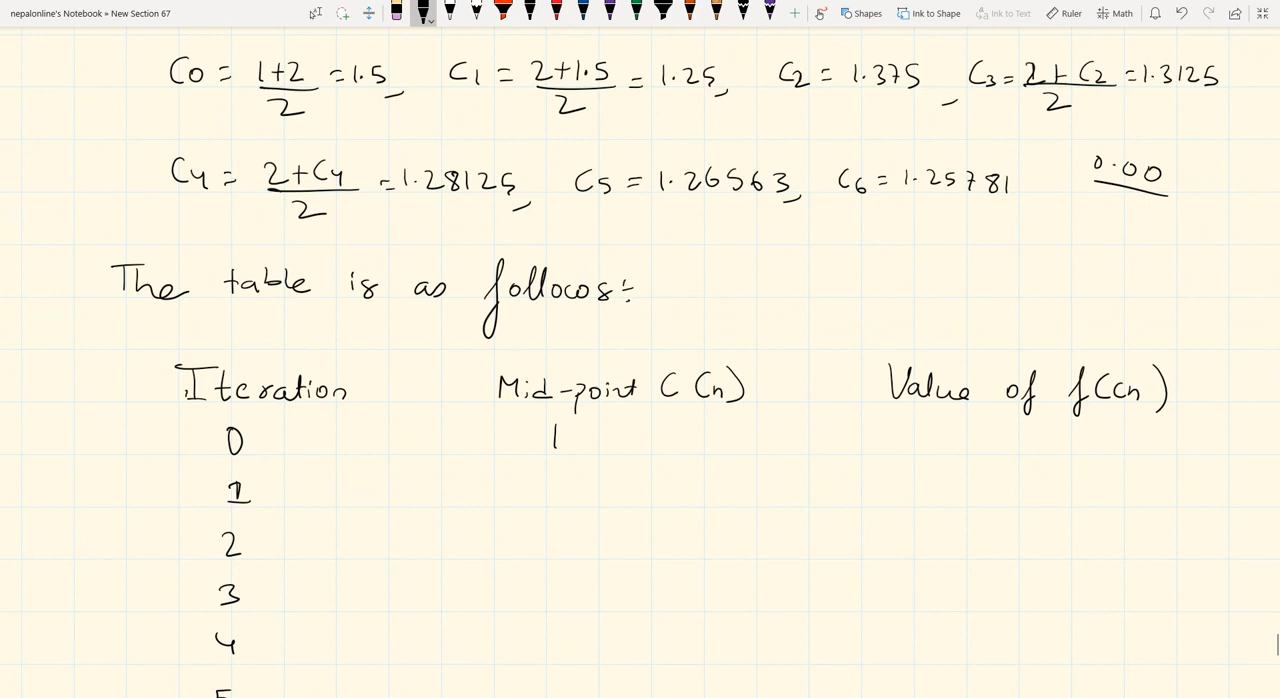 nepalonline's Notebook » New Section 67
Shapes Ink to Shape Ink to Text Ruler Math
C0 = 1+2/2 = 1.5, C1 = 2+1.5/2 = 1.25, C2 = 1.375, C3 = 2+C2/2 = 1.3125
C4 = 2+C4/2 = 1.28125, C5 = 1.26563, C6 = 1.25781 0.00
The table is as follows:
Iteration Mid-point C (Cn) Value of f(Cn)
0 1
1
2
3
4
5